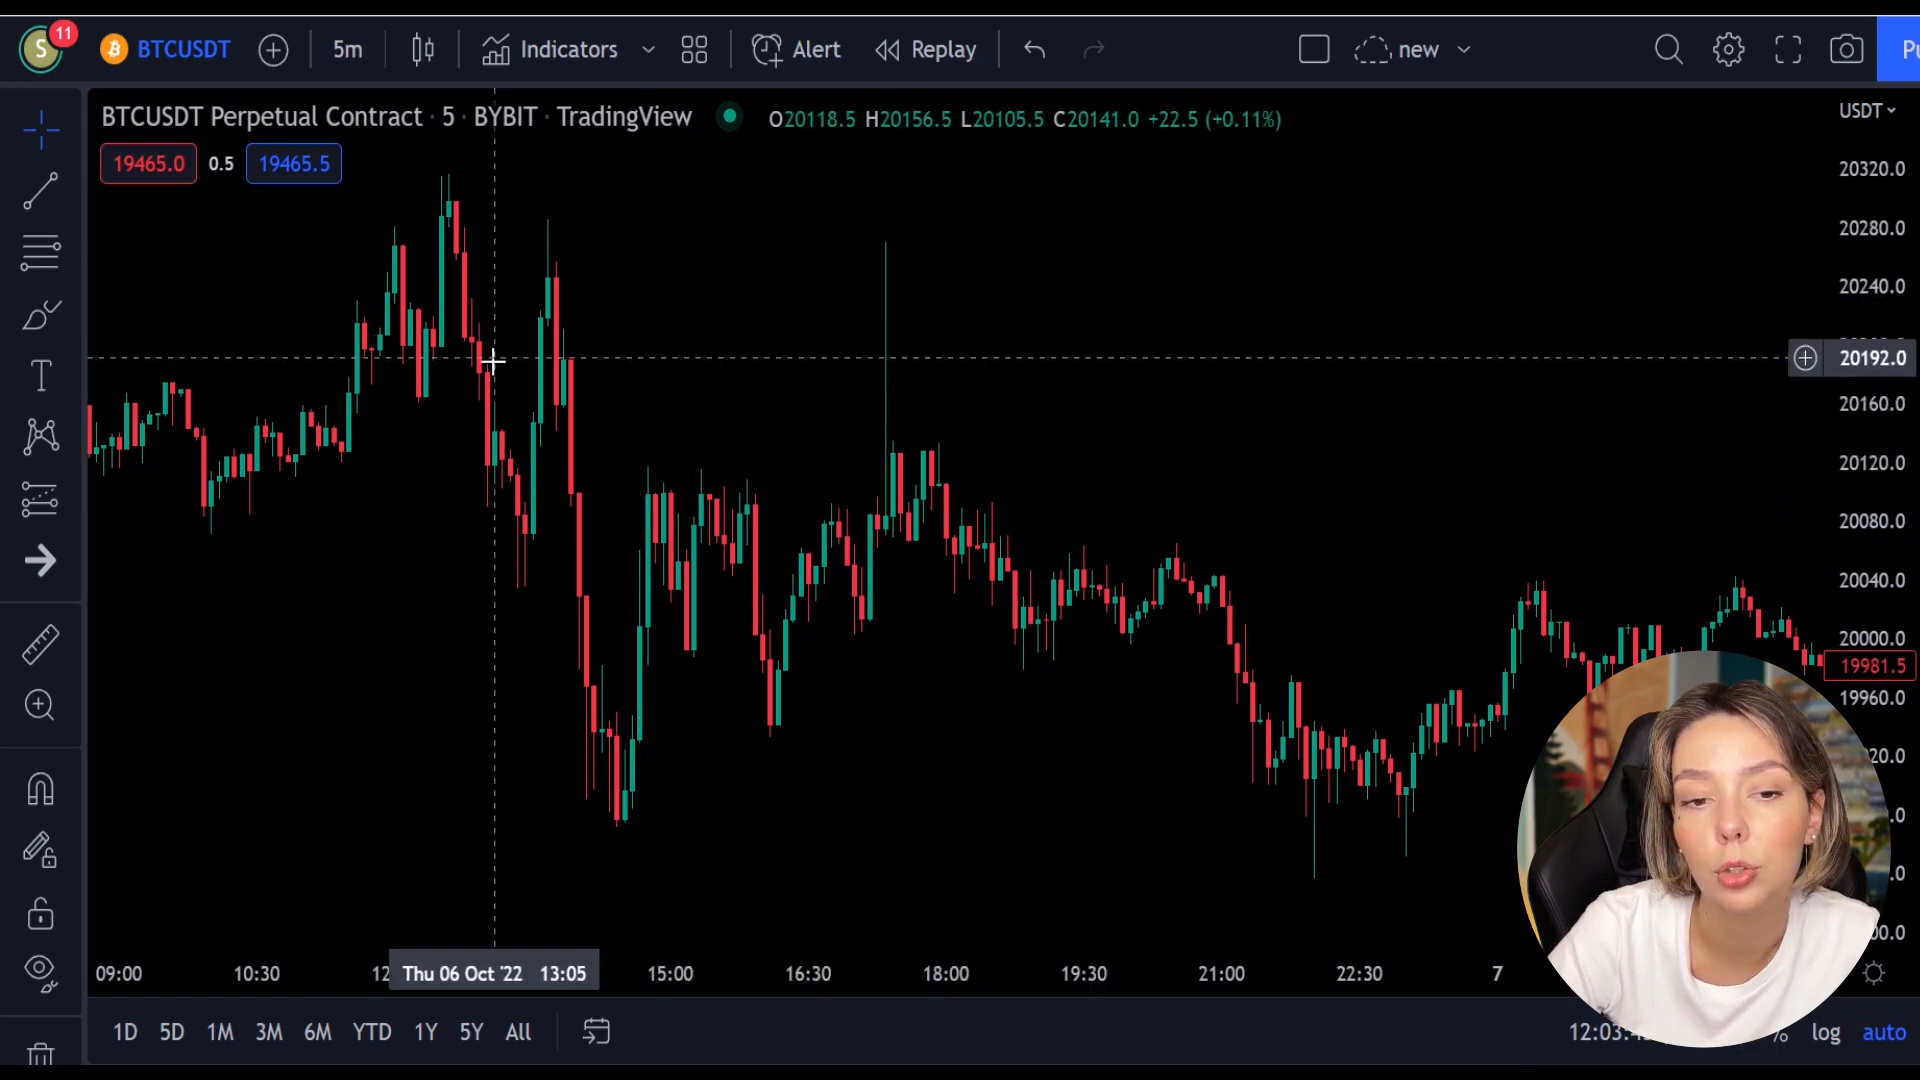 S 11 BTCUSDT 5m Indicators Alert Replay new
BTCUSDT Perpetual Contract · 5 · BYBIT · TradingView O20118.5 H20156.5 L20105.5 C20141.0 +22.5 (+0.11%) USDT
19465.0 0.5 19465.5
20320.0
20280.0
20240.0
20192.0
20160.0
20120.0
20080.0
20040.0
20000.0
19981.5
19960.0
09:00 10:30 12 Thu 06 Oct '22 13:05 15:00 16:30 18:00 19:30 21:00 22:30 7
1D 5D 1M 3M 6M YTD 1Y 5Y All % log auto